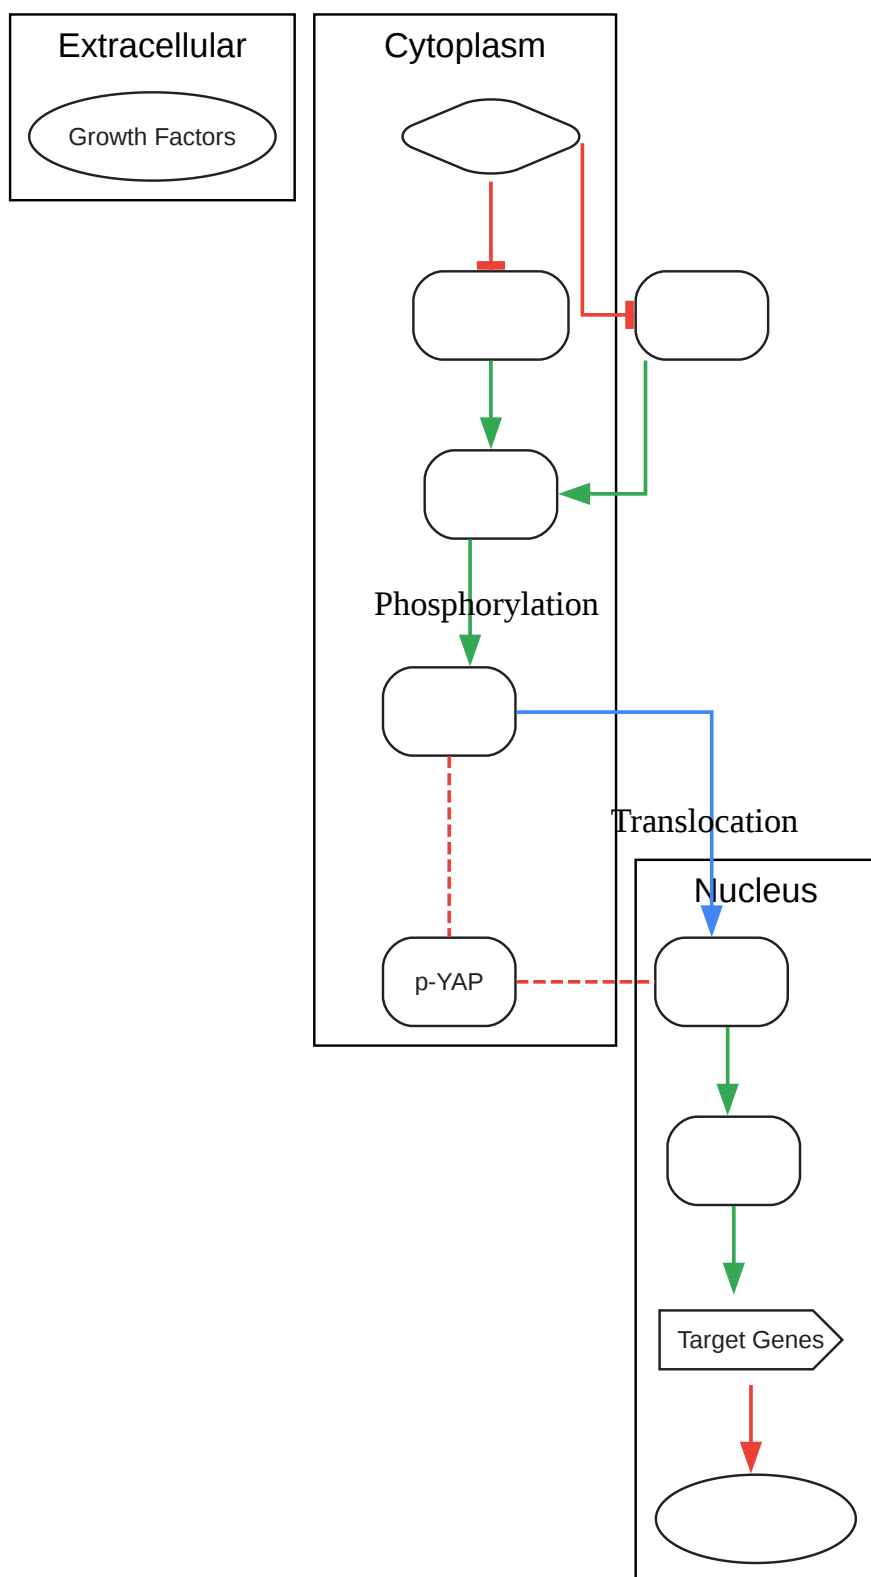 Extracellular
Growth Factors
Cytoplasm
Phosphorylation
Translocation
Nucleus
p-YAP
Target Genes